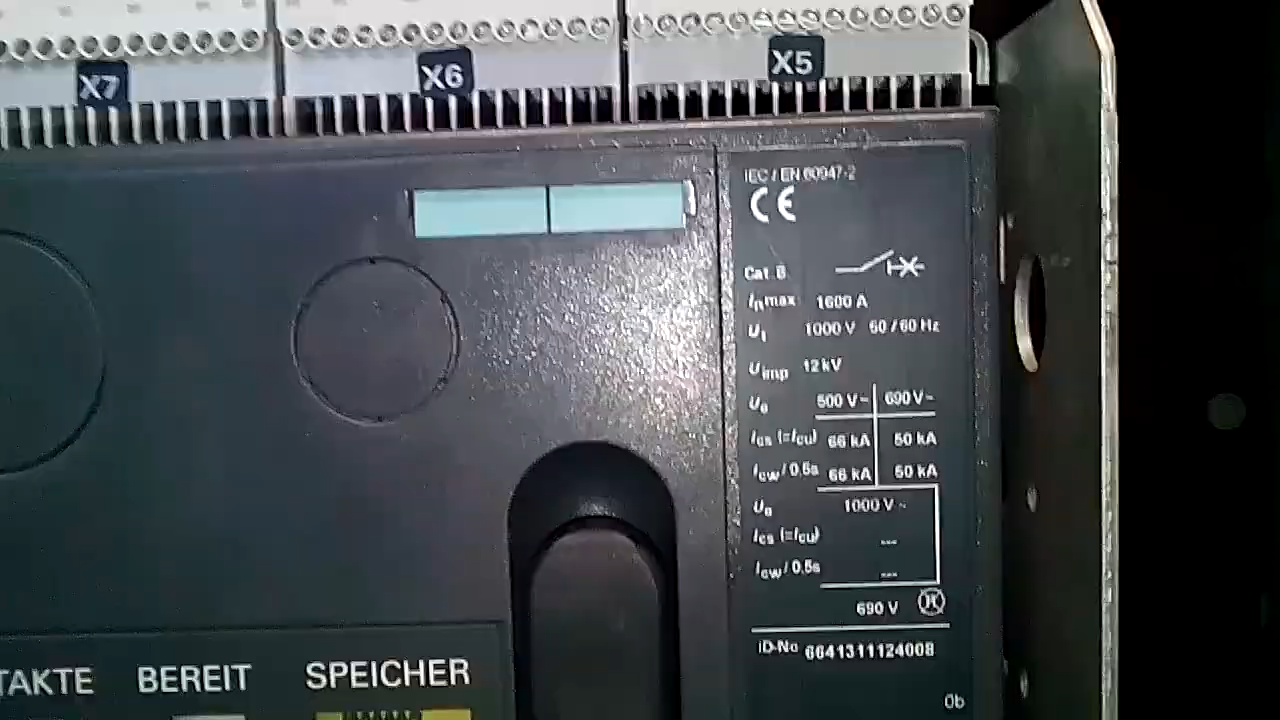 X7 X6 X5
IEC / EN 60947-2
CE
Cat. B
In max 1600 A
Ui 1000 V 50 / 60 Hz
Uimp 12 kV
Ue 500 V~ 690 V~
Ics (=Icu) 66 kA 50 kA
Icw / 0.5s 66 kA 50 kA
Ue 1000 V ~
Ics (=Icu) ---
Icw / 0.5s ---
690 V IT
ID-No 6641311124008
0b
TAKTE BEREIT SPEICHER